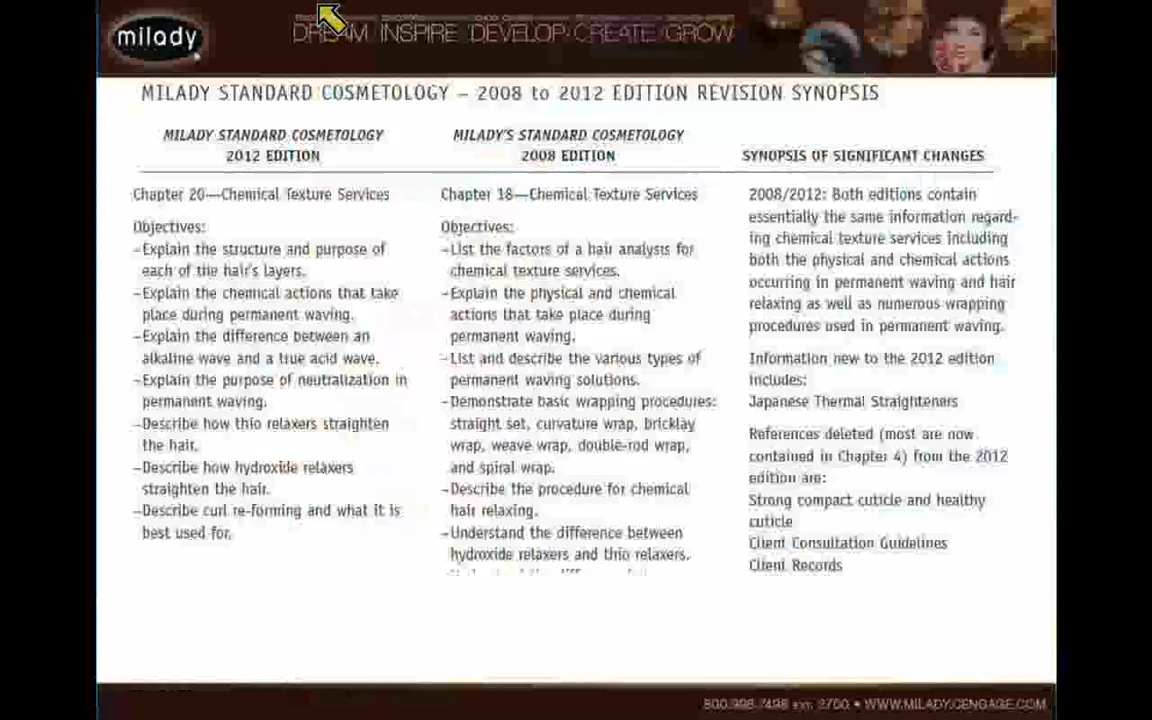 milady
DREAM INSPIRE DEVELOP CREATE GROW
MILADY STANDARD COSMETOLOGY – 2008 to 2012 EDITION REVISION SYNOPSIS
MILADY STANDARD COSMETOLOGY
2012 EDITION
Chapter 20—Chemical Texture Services
Objectives:
–Explain the structure and purpose of
each of the hair's layers.
–Explain the chemical actions that take
place during permanent waving.
–Explain the difference between an
alkaline wave and a true acid wave.
–Explain the purpose of neutralization in
permanent waving.
–Describe how thio relaxers straighten
the hair.
–Describe how hydroxide relaxers
straighten the hair.
–Describe curl re-forming and what it is
best used for.
MILADY'S STANDARD COSMETOLOGY
2008 EDITION
Chapter 18—Chemical Texture Services
Objectives:
–List the factors of a hair analysis for
chemical texture services.
–Explain the physical and chemical
actions that take place during
permanent waving.
–List and describe the various types of
permanent waving solutions.
–Demonstrate basic wrapping procedures:
straight set, curvature wrap, bricklay
wrap, weave wrap, double-rod wrap,
and spiral wrap.
–Describe the procedure for chemical
hair relaxing.
–Understand the difference between
hydroxide relaxers and thio relaxers.
SYNOPSIS OF SIGNIFICANT CHANGES
2008/2012: Both editions contain
essentially the same information regard-
ing chemical texture services including
both the physical and chemical actions
occurring in permanent waving and hair
relaxing as well as numerous wrapping
procedures used in permanent waving.
Information new to the 2012 edition
includes:
Japanese Thermal Straighteners
References deleted (most are now
contained in Chapter 4) from the 2012
edition are:
Strong compact cuticle and healthy
cuticle
Client Consultation Guidelines
Client Records
800.998.7498 EXT. 2700 • WWW.MILADY.CENGAGE.COM